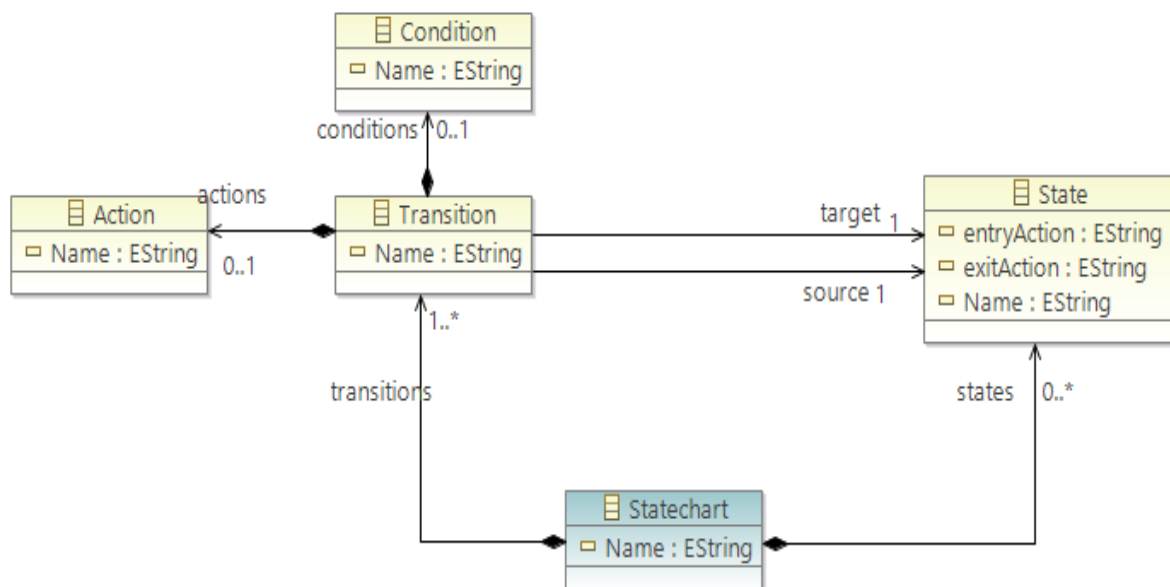 Condition
Name : EString
conditions
0..1
actions
Action
Name : EString
0..1
Transition
Name : EString
target
1
source
1
State
entryAction : EString
exitAction : EString
Name : EString
1..*
transitions
states
0..*
Statechart
Name : EString